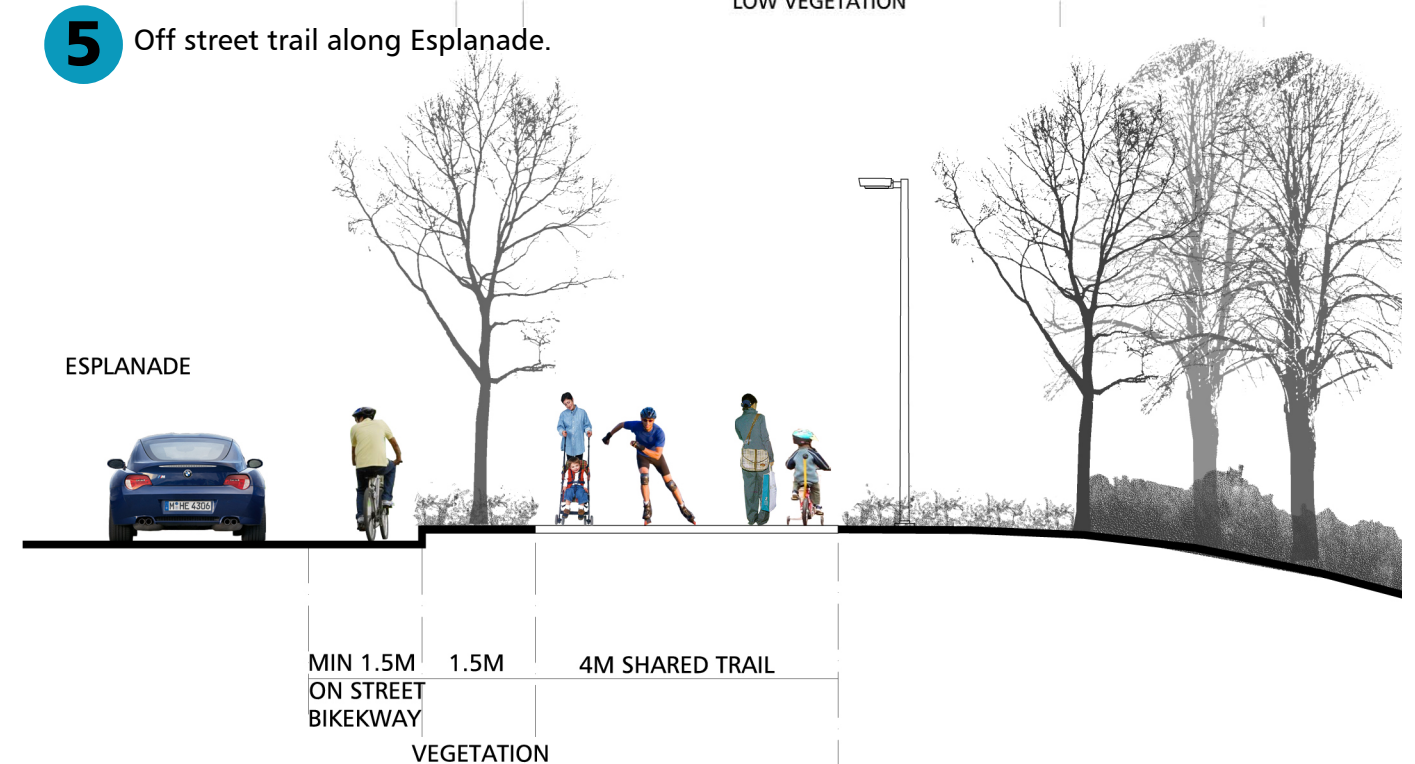 LOW VEGETATION
5 Off street trail along Esplanade.
ESPLANADE
M HE 4306
MIN 1.5M 1.5M 4M SHARED TRAIL
ON STREET
BIKEKWAY
VEGETATION